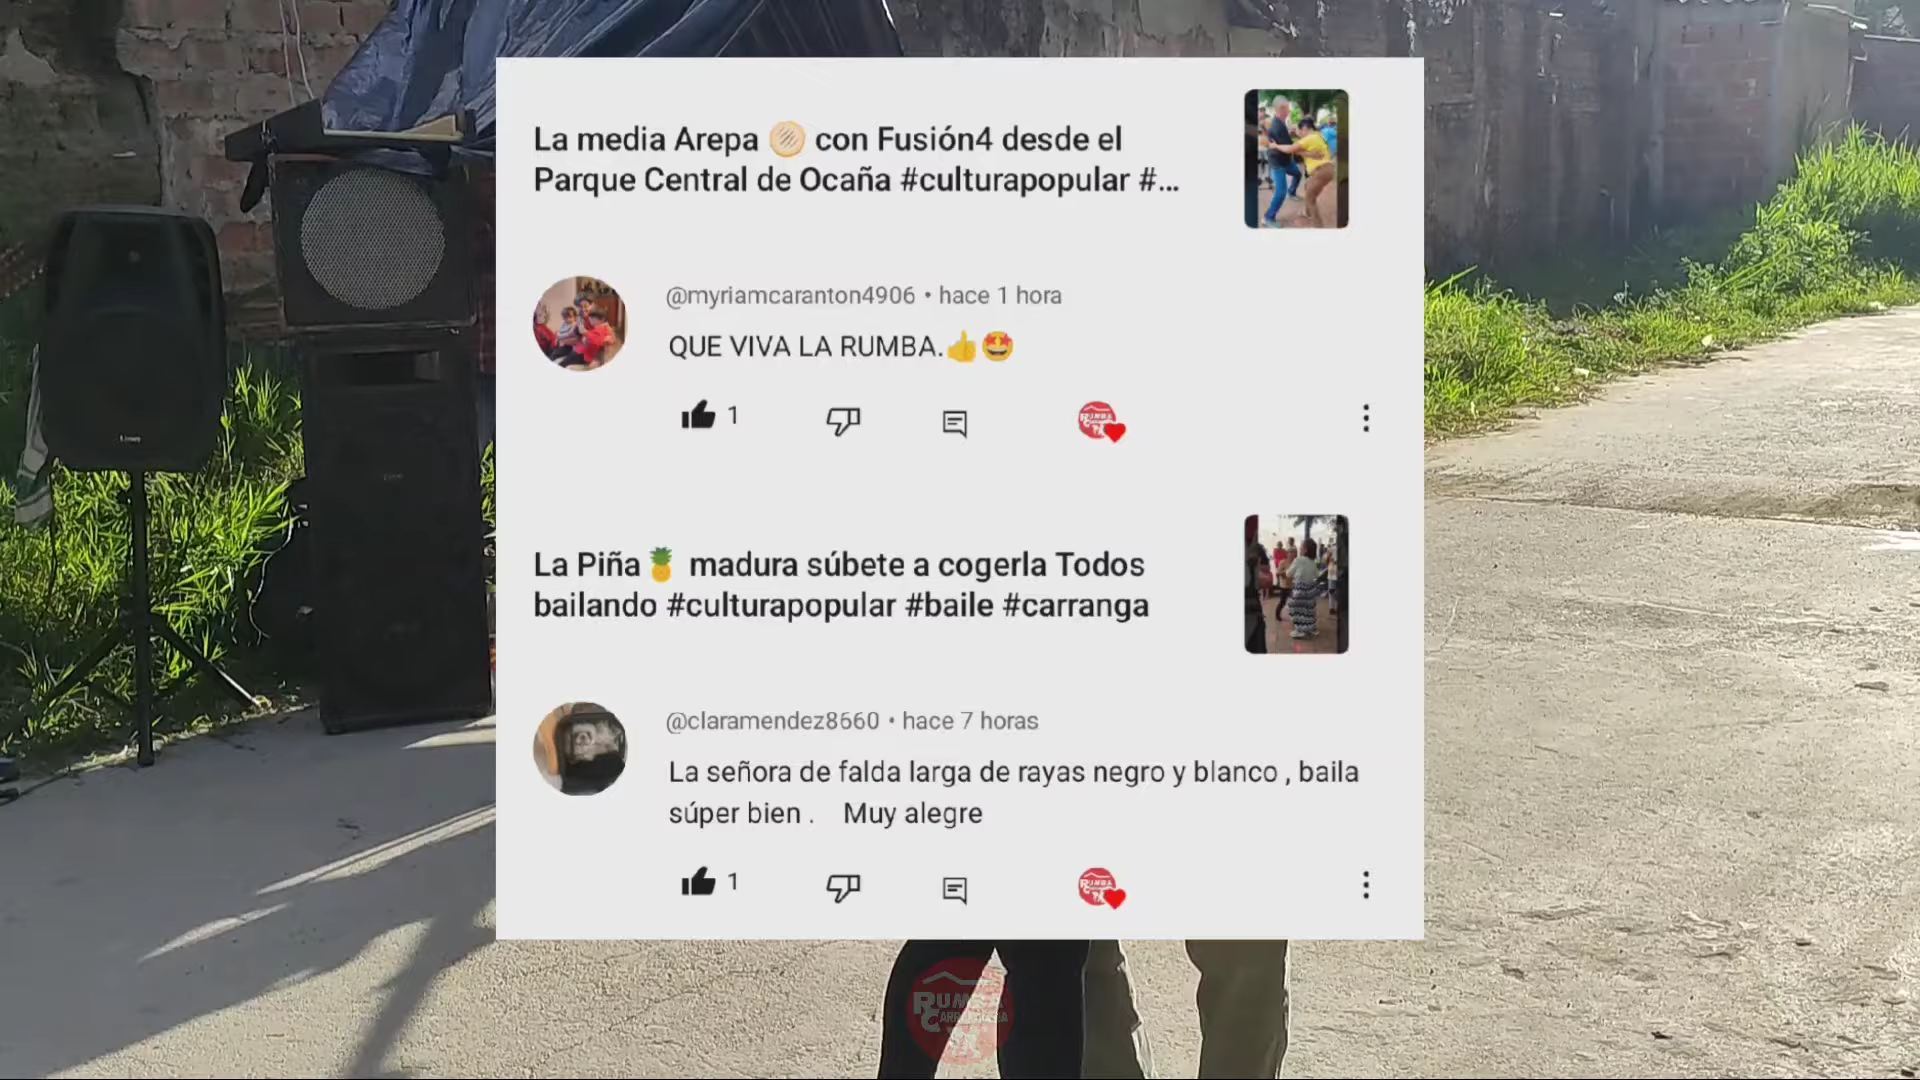 La media Arepa 🫓 con Fusión4 desde el
Parque Central de Ocaña #culturapopular #...
@myriamcaranton4906 • hace 1 hora
QUE VIVA LA RUMBA.👍🤩
1
La Piña🍍 madura súbete a cogerla Todos
bailando #culturapopular #baile #carranga
@claramendez8660 • hace 7 horas
La señora de falda larga de rayas negro y blanco , baila
súper bien .    Muy alegre
1
RUMBA